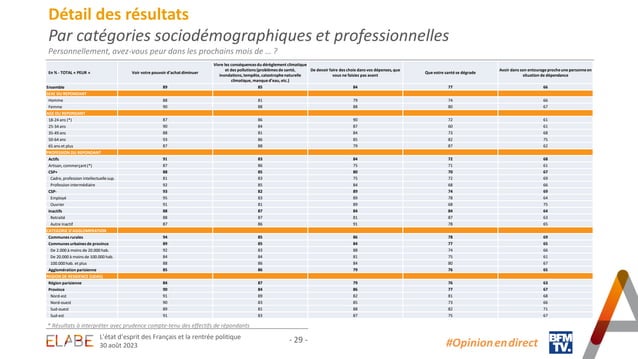 Détail des résultats
Par catégories sociodémographiques et professionnelles
Personnellement, avez-vous peur dans les prochains mois de … ?
En % - TOTAL « PEUR » Voir votre pouvoir d'achat diminuer Vivre les conséquences du dérèglement climatique et des pollutions (problèmes de santé, inondations, tempête, catastrophe naturelle climatique, manque d'eau, etc.) De devoir faire des choix dans vos dépenses, que vous ne faisiez pas avant Que votre santé se dégrade Avoir dans son entourage proche une personne en situation de dépendance
Ensemble 89 85 84 77 66
SEXE DU REPONDANT
Homme 88 81 79 74 66
Femme 90 88 88 80 67
AGE DU REPONDANT
18-24 ans (*) 87 86 90 72 61
25-34 ans 90 84 87 60 61
35-49 ans 88 81 84 73 68
50-64 ans 93 86 85 82 75
65 ans et plus 87 88 79 87 62
PROFESSION DU REPONDANT
Actifs 91 83 84 72 68
Artisan, commerçant (*) 87 86 75 71 61
CSP+ 88 85 80 70 67
Cadre, profession intellectuelle sup. 81 83 75 72 69
Profession intermédiaire 92 85 84 68 66
CSP- 93 82 89 74 69
Employé 95 83 89 78 64
Ouvrier 91 81 89 68 75
Inactifs 88 87 84 84 64
Retraité 88 87 81 87 63
Autre inactif 87 86 91 78 65
CATEGORIE D'AGGLOMERATION
Communes rurales 94 85 86 78 69
Communes urbaines de province 89 85 84 77 65
De 2.000 à moins de 20.000 hab. 92 83 88 74 66
De 20.000 à moins de 100.000 hab. 84 84 81 75 61
100.000 hab. et plus 88 86 84 80 67
Agglomération parisienne 85 86 79 76 65
REGION DE RESIDENCE (UDA5)
Région parisienne 84 87 79 76 63
Province 90 84 86 77 67
Nord-est 91 89 82 81 68
Nord-ouest 90 83 85 73 66
Sud-ouest 89 81 88 82 71
Sud-est 91 83 87 75 67
* Résultats à interpréter avec prudence compte-tenu des effectifs de répondants
ELABE
L'état d'esprit des Français et la rentrée politique
30 août 2023
- 29 -
#Opinion en direct
BFM
TV.